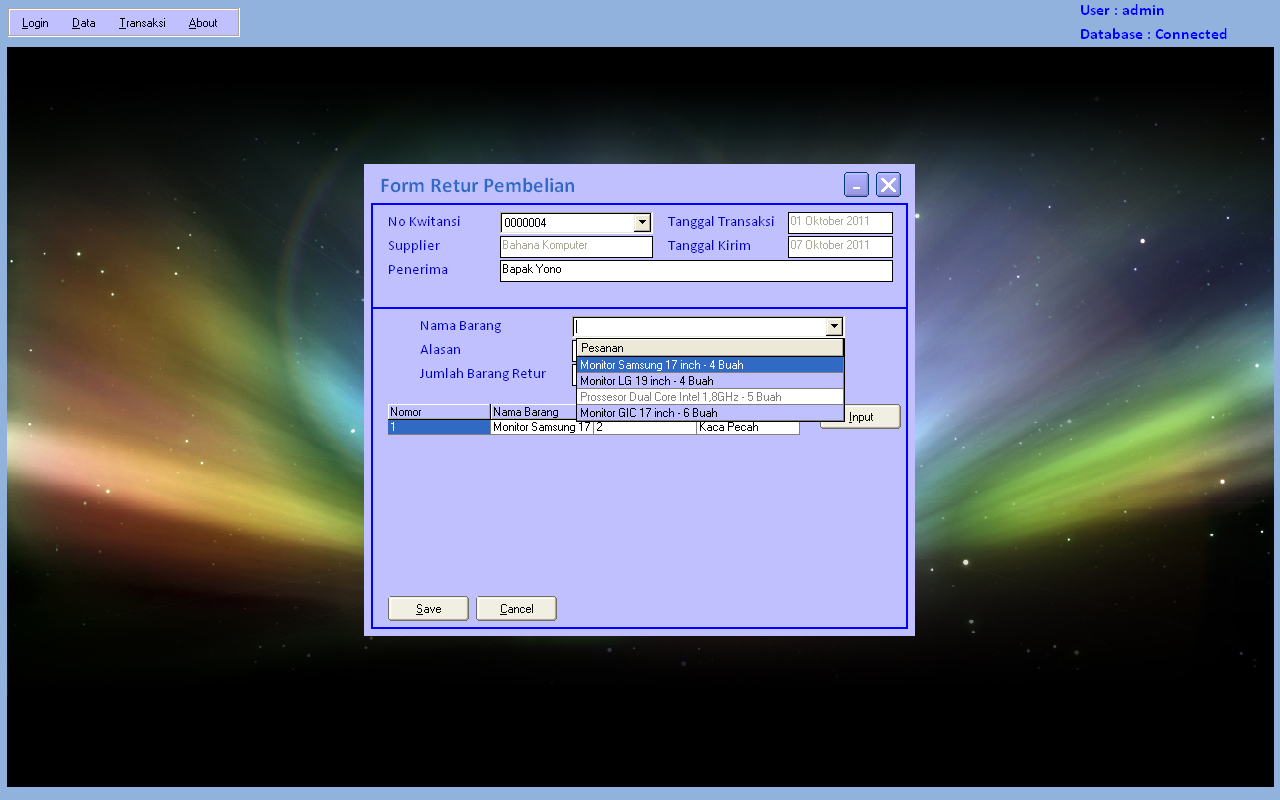 Login Data Transaksi About
User : admin
Database : Connected
Form Retur Pembelian
No Kwitansi 0000004 Tanggal Transaksi 01 Oktober 2011
Supplier Bahana Komputer Tanggal Kirim 07 Oktober 2011
Penerima Bapak Yono
Nama Barang
Alasan
Jumlah Barang Retur
Pesanan
Monitor Samsung 17 inch - 4 Buah
Monitor LG 19 inch - 4 Buah
Prossesor Dual Core Intel 1,8GHz - 5 Buah
Monitor GIC 17 inch - 6 Buah
Nomor Nama Barang
1 Monitor Samsung 17 2 Kaca Pecah
Input
Save Cancel